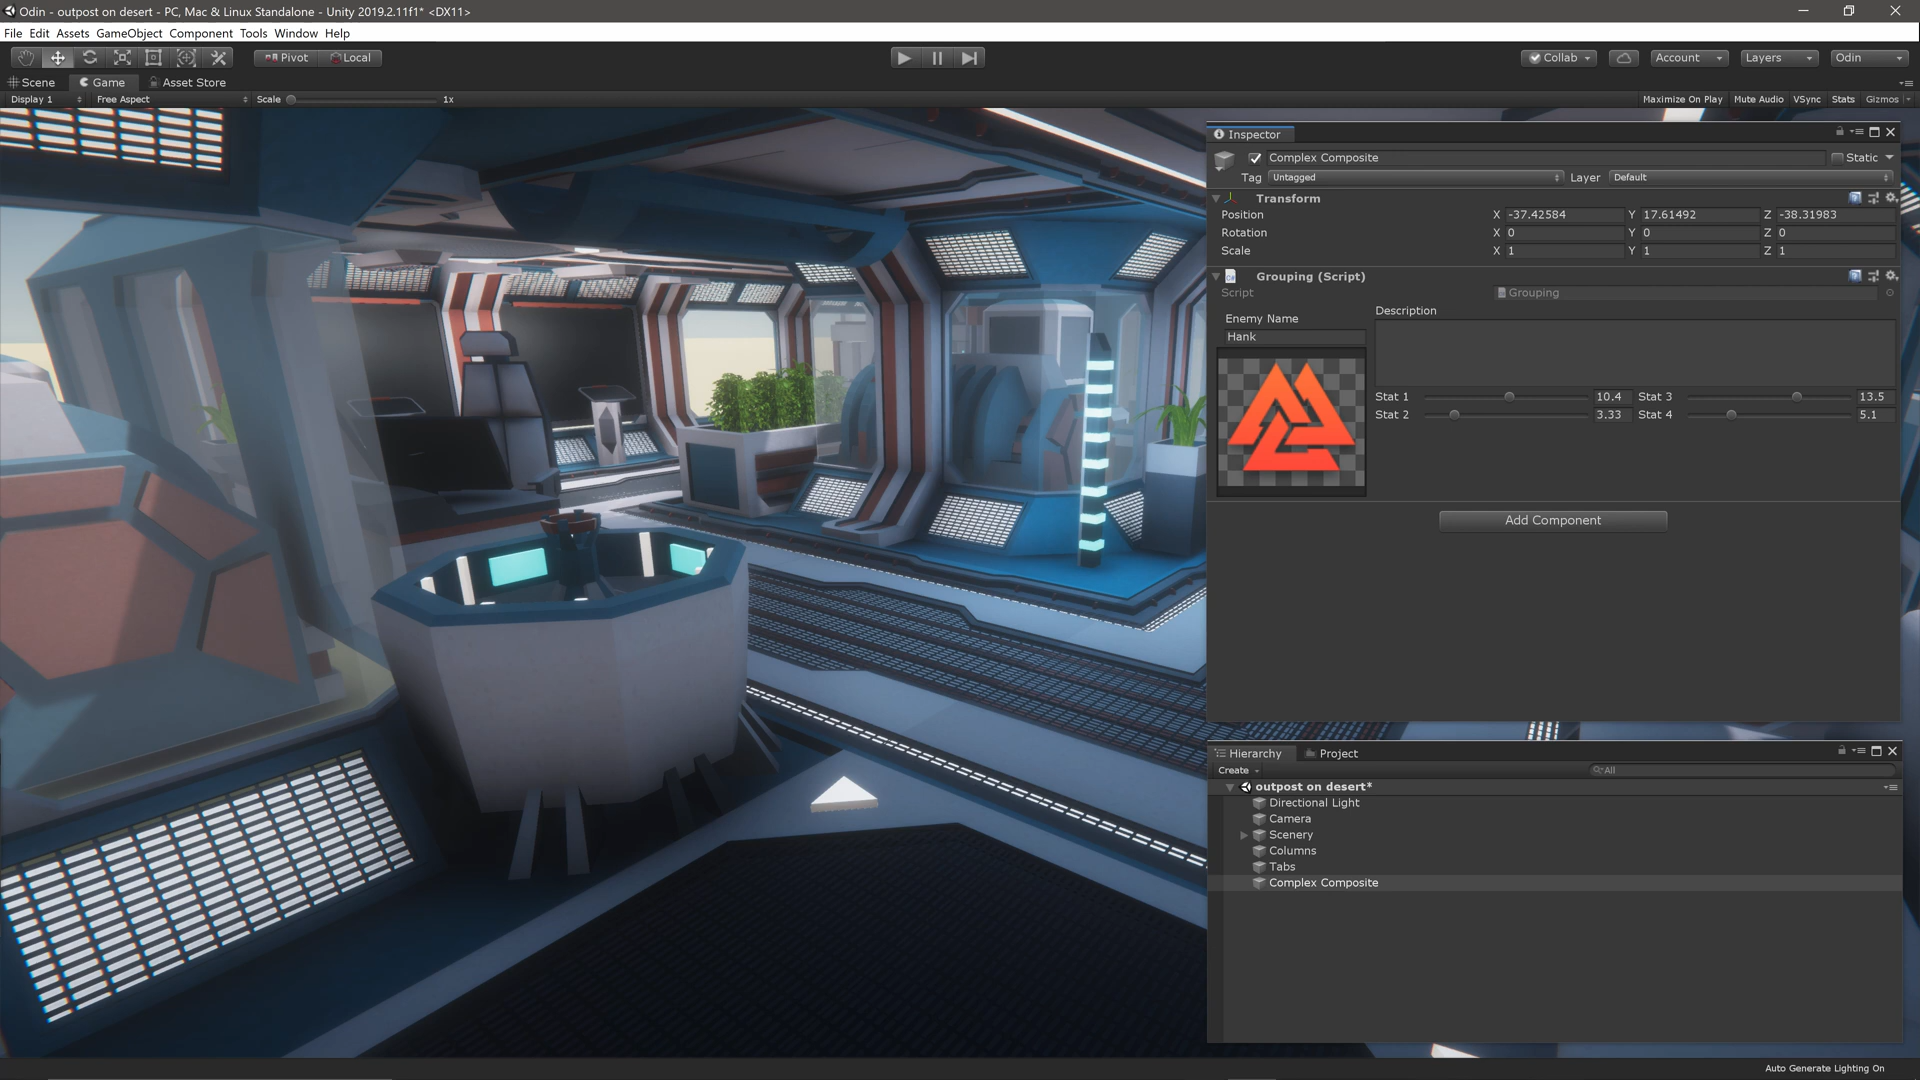 Odin - outpost on desert - PC, Mac & Linux Standalone - Unity 2019.2.11f1* <DX11>
File Edit Assets GameObject Component Tools Window Help
Pivot Local Collab Account Layers Odin
Scene Game Asset Store
Display 1 Free Aspect Scale 1x Maximize On Play Mute Audio VSync Stats Gizmos
Inspector
Complex Composite Static
Tag Untagged Layer Default
Transform
Position X -37.42584 Y 17.61492 Z -38.31983
Rotation X 0 Y 0 Z 0
Scale X 1 Y 1 Z 1
Grouping (Script)
Script Grouping
Enemy Name
Hank
Description
Stat 1 10.4 Stat 3 13.5
Stat 2 3.33 Stat 4 5.1
Add Component
Hierarchy Project
Create All
outpost on desert*
Directional Light
Camera
Scenery
Columns
Tabs
Complex Composite
Auto Generate Lighting On